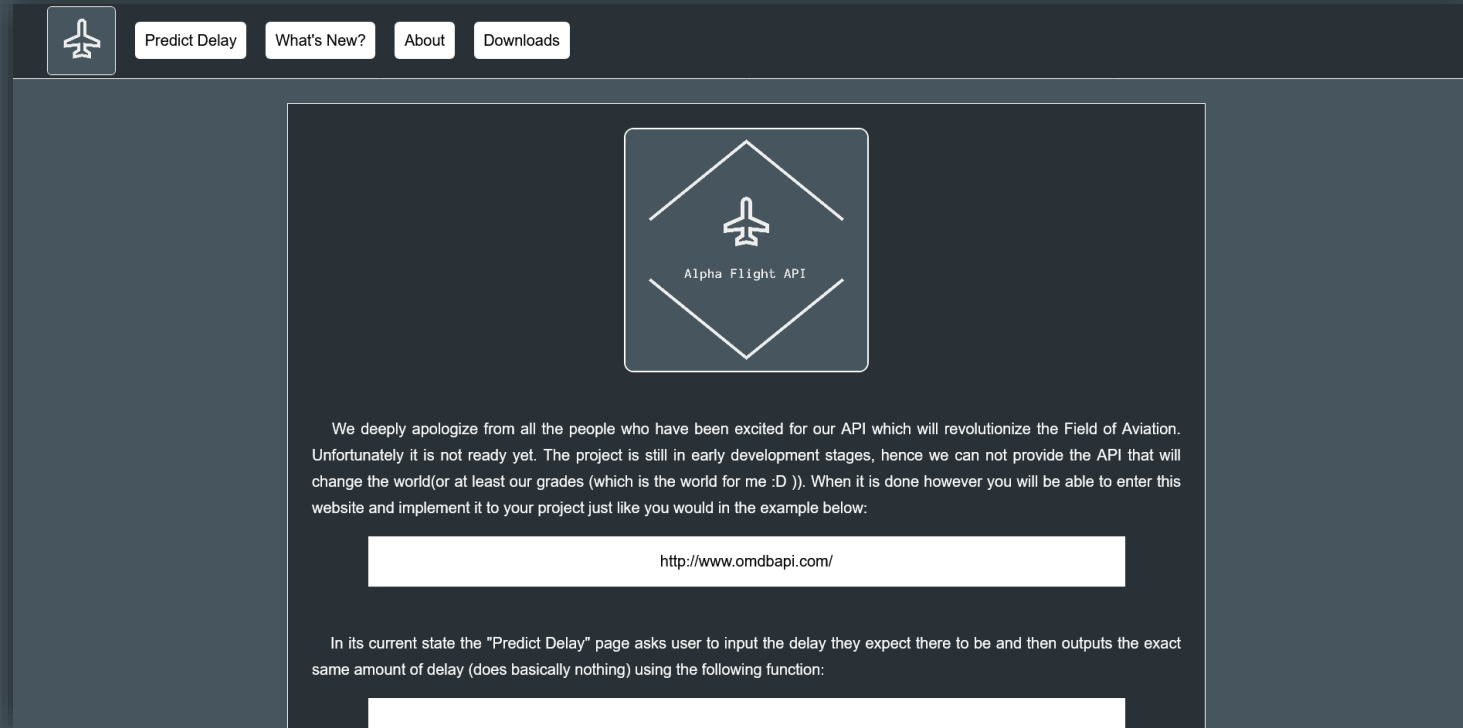 Predict Delay
What's New?
About
Downloads
Alpha Flight API
We deeply apologize from all the people who have been excited for our API which will revolutionize the Field of Aviation.
Unfortunately it is not ready yet. The project is still in early development stages, hence we can not provide the API that will
change the world(or at least our grades (which is the world for me :D )). When it is done however you will be able to enter this
website and implement it to your project just like you would in the example below:
http://www.omdbapi.com/
In its current state the "Predict Delay" page asks user to input the delay they expect there to be and then outputs the exact
same amount of delay (does basically nothing) using the following function: